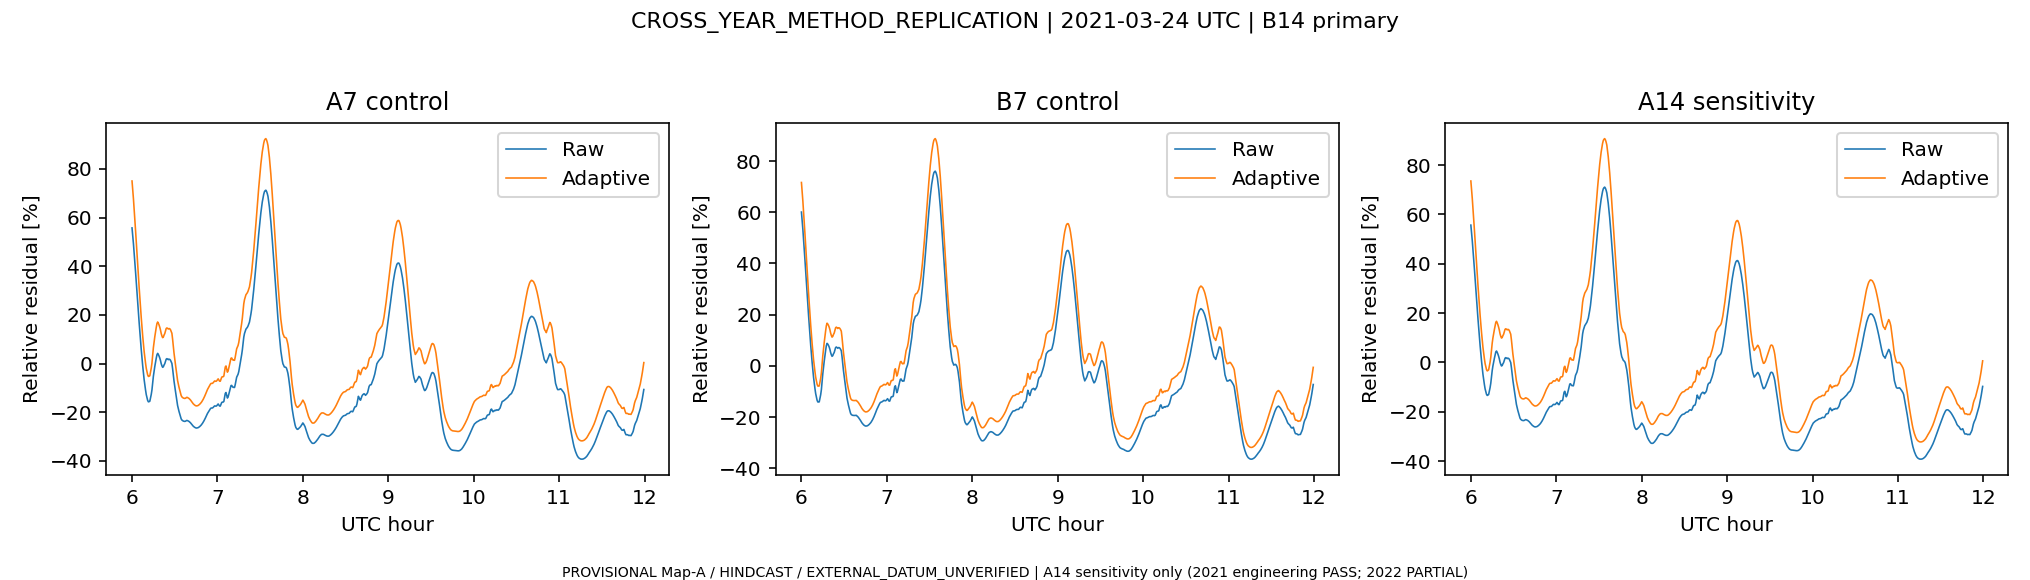 CROSS_YEAR_METHOD_REPLICATION | 2021-03-24 UTC | B14 primary
A7 control
Relative residual [%]
80
60
40
20
0
−20
−40
Raw
Adaptive
6 7 8 9 10 11 12
UTC hour
B7 control
Relative residual [%]
80
60
40
20
0
−20
−40
Raw
Adaptive
6 7 8 9 10 11 12
UTC hour
A14 sensitivity
Relative residual [%]
80
60
40
20
0
−20
−40
Raw
Adaptive
6 7 8 9 10 11 12
UTC hour
PROVISIONAL Map-A / HINDCAST / EXTERNAL_DATUM_UNVERIFIED | A14 sensitivity only (2021 engineering PASS; 2022 PARTIAL)